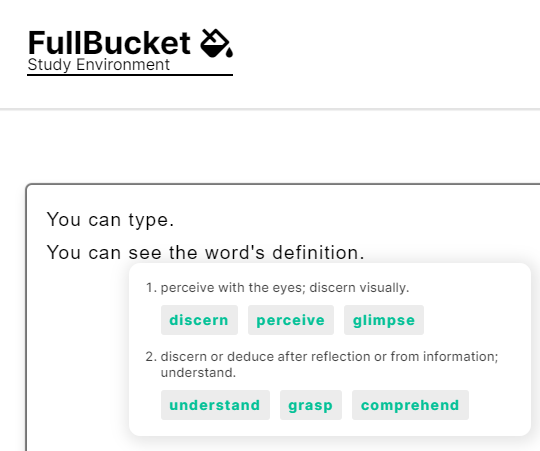 FullBucket
Study Environment
You can type.
You can see the word's definition.
1. perceive with the eyes; discern visually.
discern perceive glimpse
2. discern or deduce after reflection or from information;
understand.
understand grasp comprehend